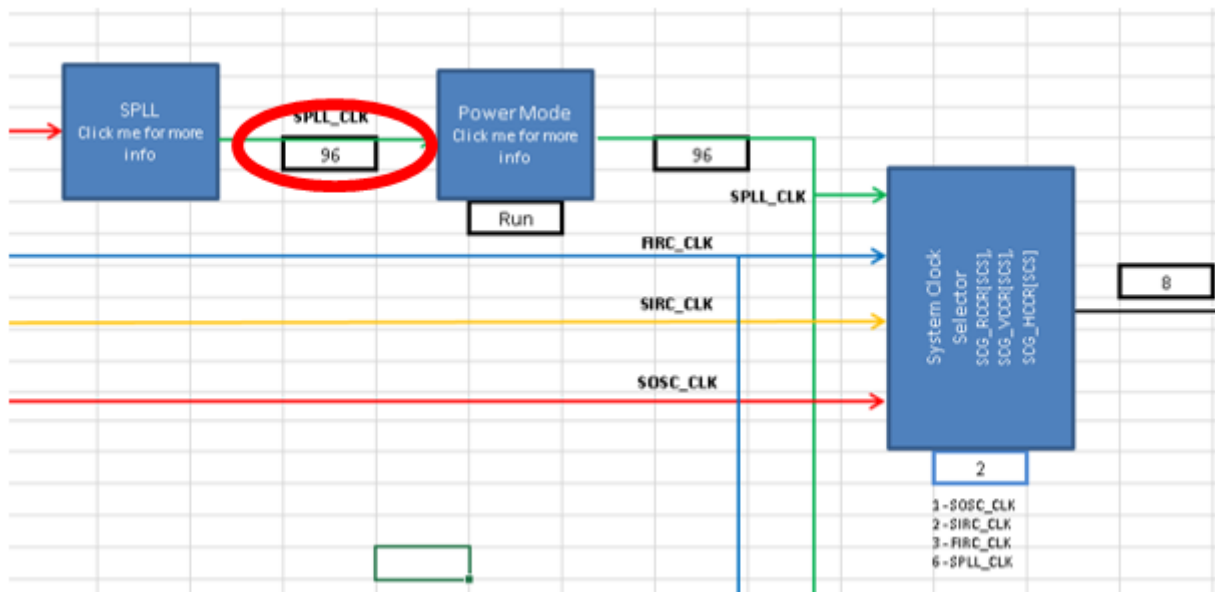 SPLL
Click me for more
info
SPLL_CLK
96
Power Mode
Click me for more
info
Run
96
SPLL_CLK
FIRC_CLK
SIRC_CLK
SOSC_CLK
System Clock
Selector
SCG_RCCR[SCS],
SCG_VCCR[SCS],
SCG_HCCR[SCS]
8
2
1-SOSC_CLK
2-SIRC_CLK
3-FIRC_CLK
6-SPLL_CLK